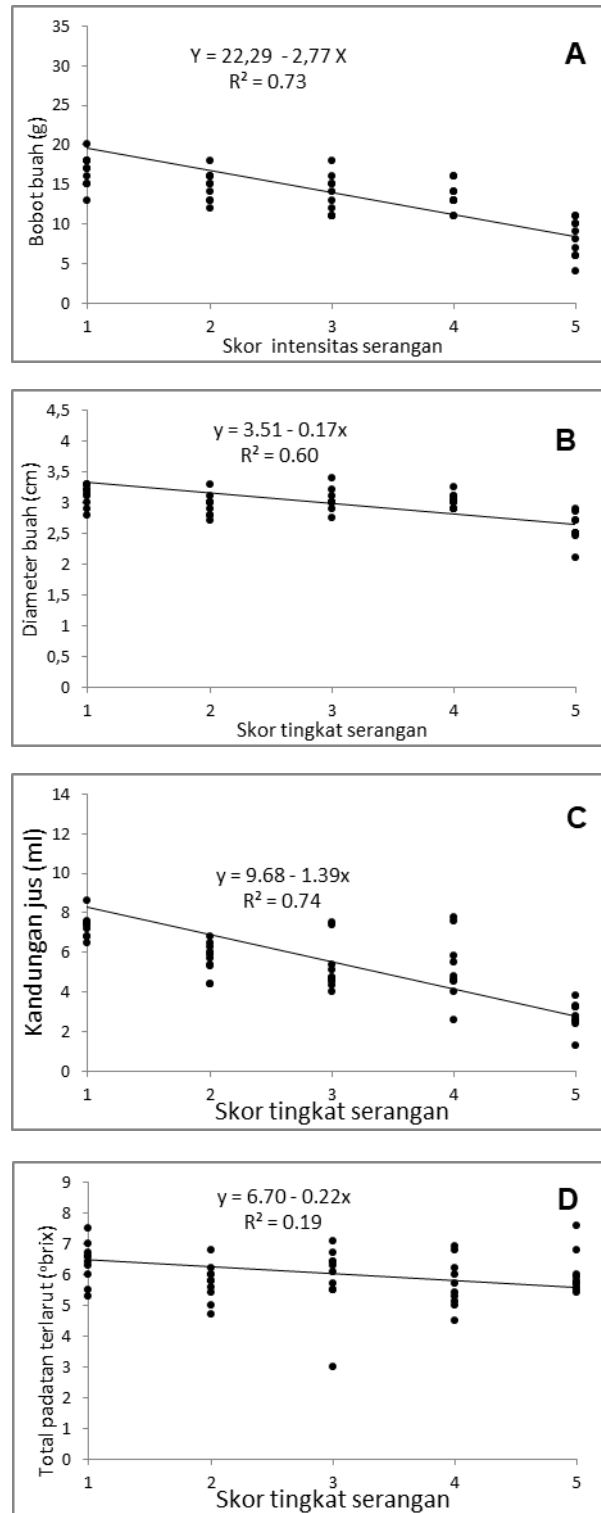 A
Y = 22,29 - 2,77 X
R² = 0.73
Bobot buah (g)
35
30
25
20
15
10
5
0
1 2 3 4 5
Skor intensitas serangan
B
y = 3.51 - 0.17x
R² = 0.60
Diameter buah (cm)
4,5
4
3,5
3
2,5
2
1,5
1
0,5
0
1 2 3 4 5
Skor tingkat serangan
C
y = 9.68 - 1.39x
R² = 0.74
Kandungan jus (ml)
14
12
10
8
6
4
2
0
1 2 3 4 5
Skor tingkat serangan
D
y = 6.70 - 0.22x
R² = 0.19
Total padatan terlarut (°brix)
9
8
7
6
5
4
3
2
1
0
1 2 3 4 5
Skor tingkat serangan